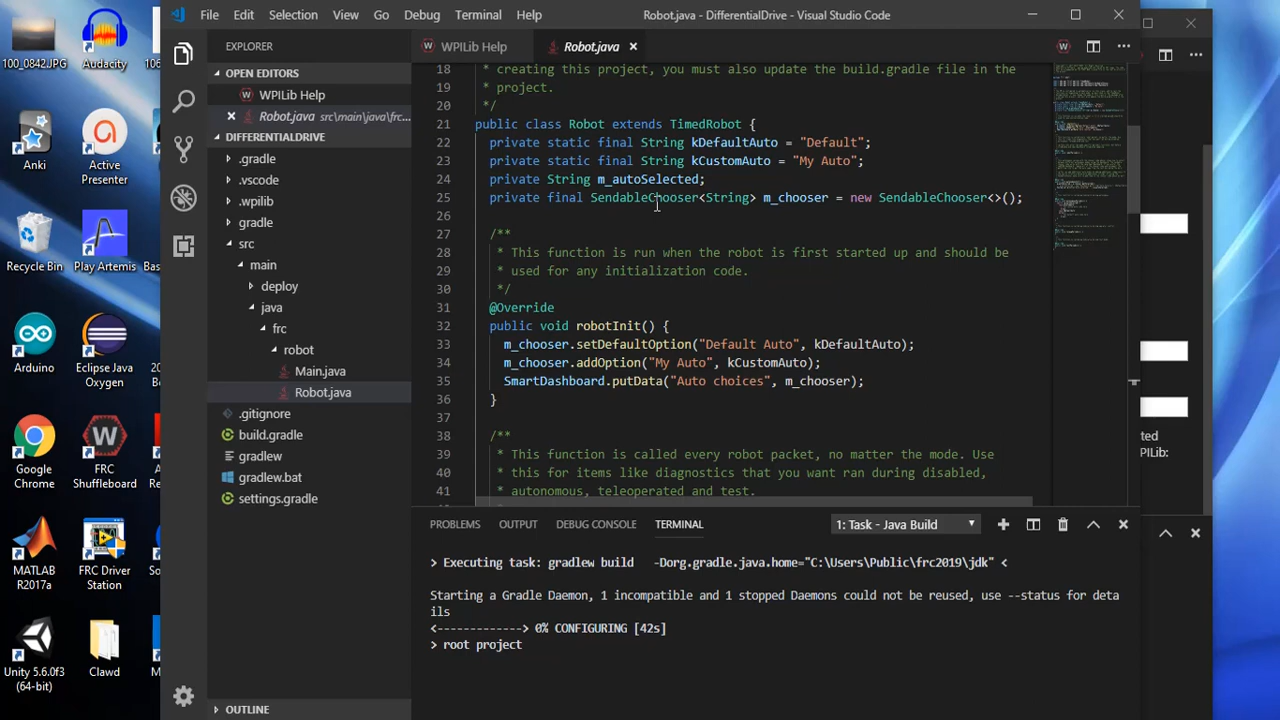 File Edit Selection View Go Debug Terminal Help
Robot.java - DifferentialDrive - Visual Studio Code
EXPLORER
OPEN EDITORS
WPILib Help
Robot.java src\main\java\frc...
DIFFERENTIALDRIVE
.gradle
.vscode
.wpilib
gradle
src
main
deploy
java
frc
robot
Main.java
Robot.java
.gitignore
build.gradle
gradlew
gradlew.bat
settings.gradle
OUTLINE
WPILib Help
Robot.java
18 * creating this project, you must also update the build.gradle file in the
19 * project.
20 */
21 public class Robot extends TimedRobot {
22 private static final String kDefaultAuto = "Default";
23 private static final String kCustomAuto = "My Auto";
24 private String m_autoSelected;
25 private final SendableChooser<String> m_chooser = new SendableChooser<>();
26
27 /**
28 * This function is run when the robot is first started up and should be
29 * used for any initialization code.
30 */
31 @Override
32 public void robotInit() {
33 m_chooser.setDefaultOption("Default Auto", kDefaultAuto);
34 m_chooser.addOption("My Auto", kCustomAuto);
35 SmartDashboard.putData("Auto choices", m_chooser);
36 }
37
38 /**
39 * This function is called every robot packet, no matter the mode. Use
40 * this for items like diagnostics that you want ran during disabled,
41 * autonomous, teleoperated and test.
PROBLEMS OUTPUT DEBUG CONSOLE TERMINAL
1: Task - Java Build
> Executing task: gradlew build -Dorg.gradle.java.home="C:\Users\Public\frc2019\jdk" <
Starting a Gradle Daemon, 1 incompatible and 1 stopped Daemons could not be reused, use --status for deta
ils
<-------------> 0% CONFIGURING [42s]
> root project
100_0842.JPG
Audacity
Anki
Active
Presenter
Recycle Bin
Play Artemis
Arduino
Eclipse Java
Oxygen
Google
Chrome
FRC
Shuffleboard
MATLAB
R2017a
FRC Driver
Station
Unity 5.6.0f3
(64-bit)
Clawd